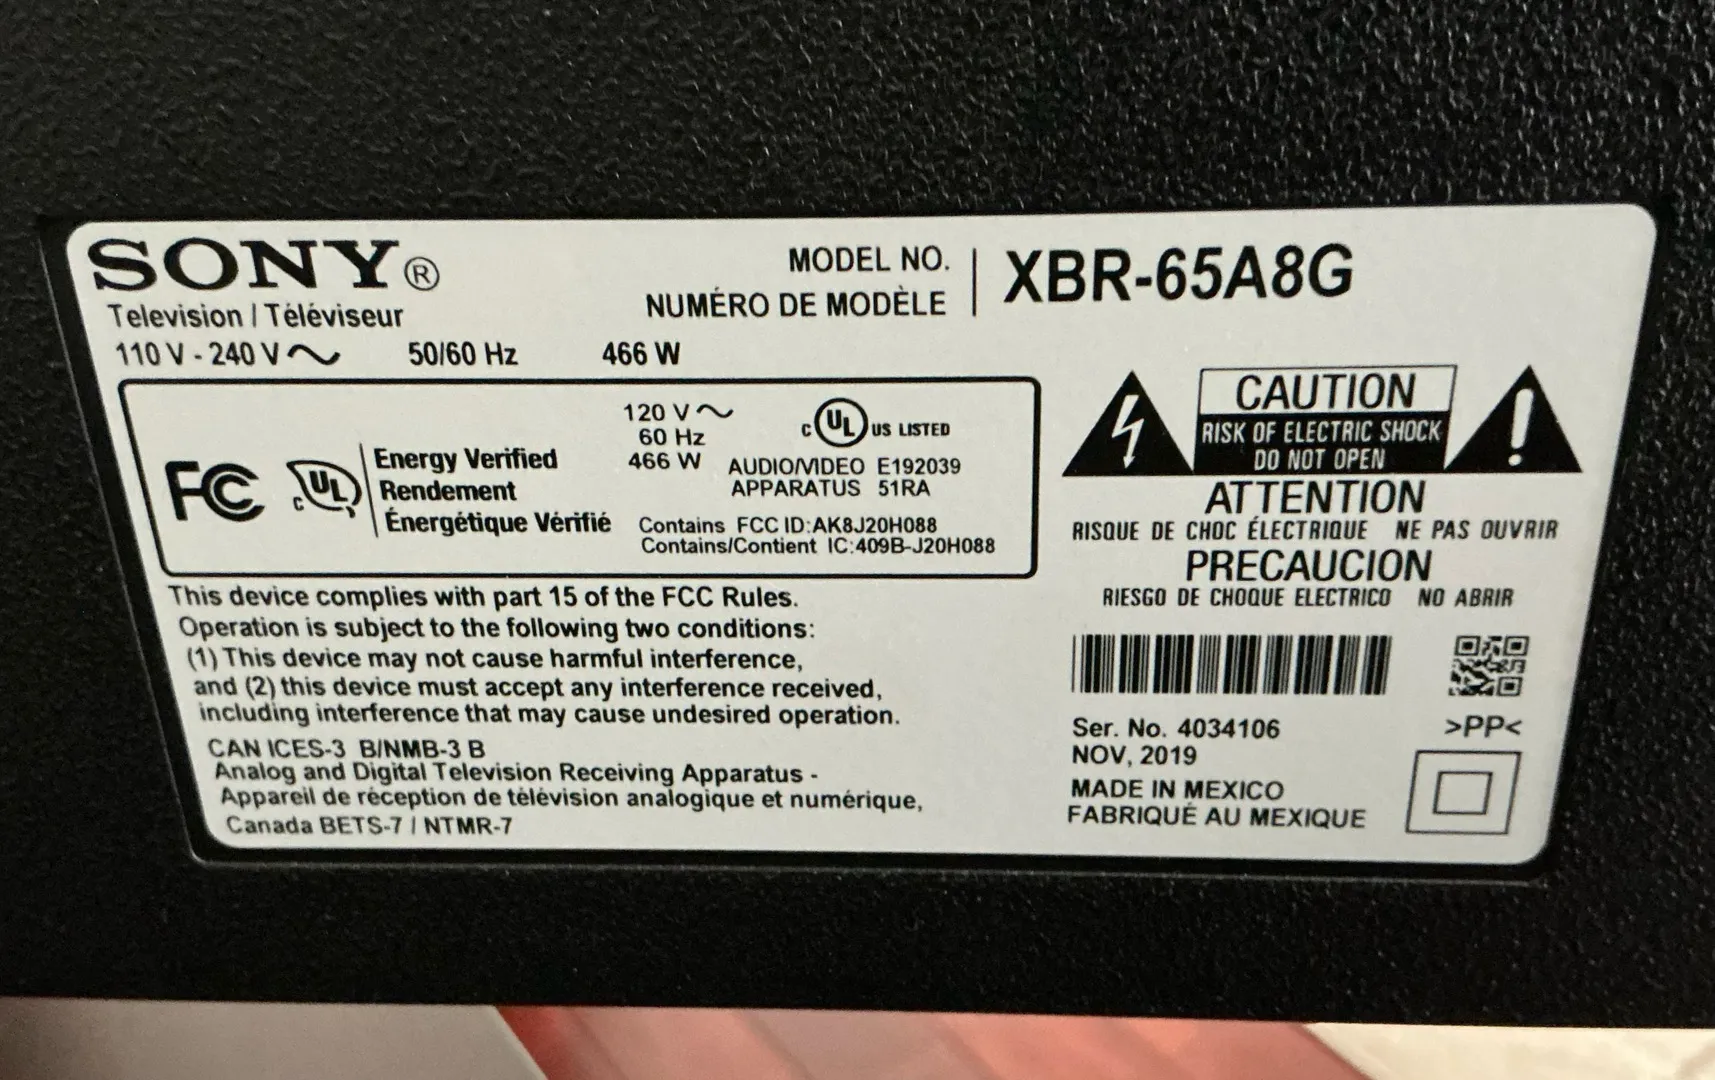 SONY®
MODEL NO.
NUMÉRO DE MODÈLE
XBR-65A8G
Television / Téléviseur
110 V - 240 V ~ 50/60 Hz 466 W
FC
c UL
Energy Verified
Rendement
Énergétique Vérifié
120 V ~
60 Hz
466 W
c UL US LISTED
AUDIO/VIDEO E192039
APPARATUS 51RA
Contains FCC ID:AK8J20H088
Contains/Contient IC:409B-J20H088
This device complies with part 15 of the FCC Rules.
Operation is subject to the following two conditions:
(1) This device may not cause harmful interference,
and (2) this device must accept any interference received,
including interference that may cause undesired operation.
CAN ICES-3 B/NMB-3 B
Analog and Digital Television Receiving Apparatus -
Appareil de réception de télévision analogique et numérique,
Canada BETS-7 / NTMR-7
CAUTION
RISK OF ELECTRIC SHOCK
DO NOT OPEN
ATTENTION
RISQUE DE CHOC ÉLECTRIQUE NE PAS OUVRIR
PRECAUCION
RIESGO DE CHOQUE ELECTRICO NO ABRIR
Ser. No. 4034106
NOV, 2019
MADE IN MEXICO
FABRIQUÉ AU MEXIQUE
>PP<